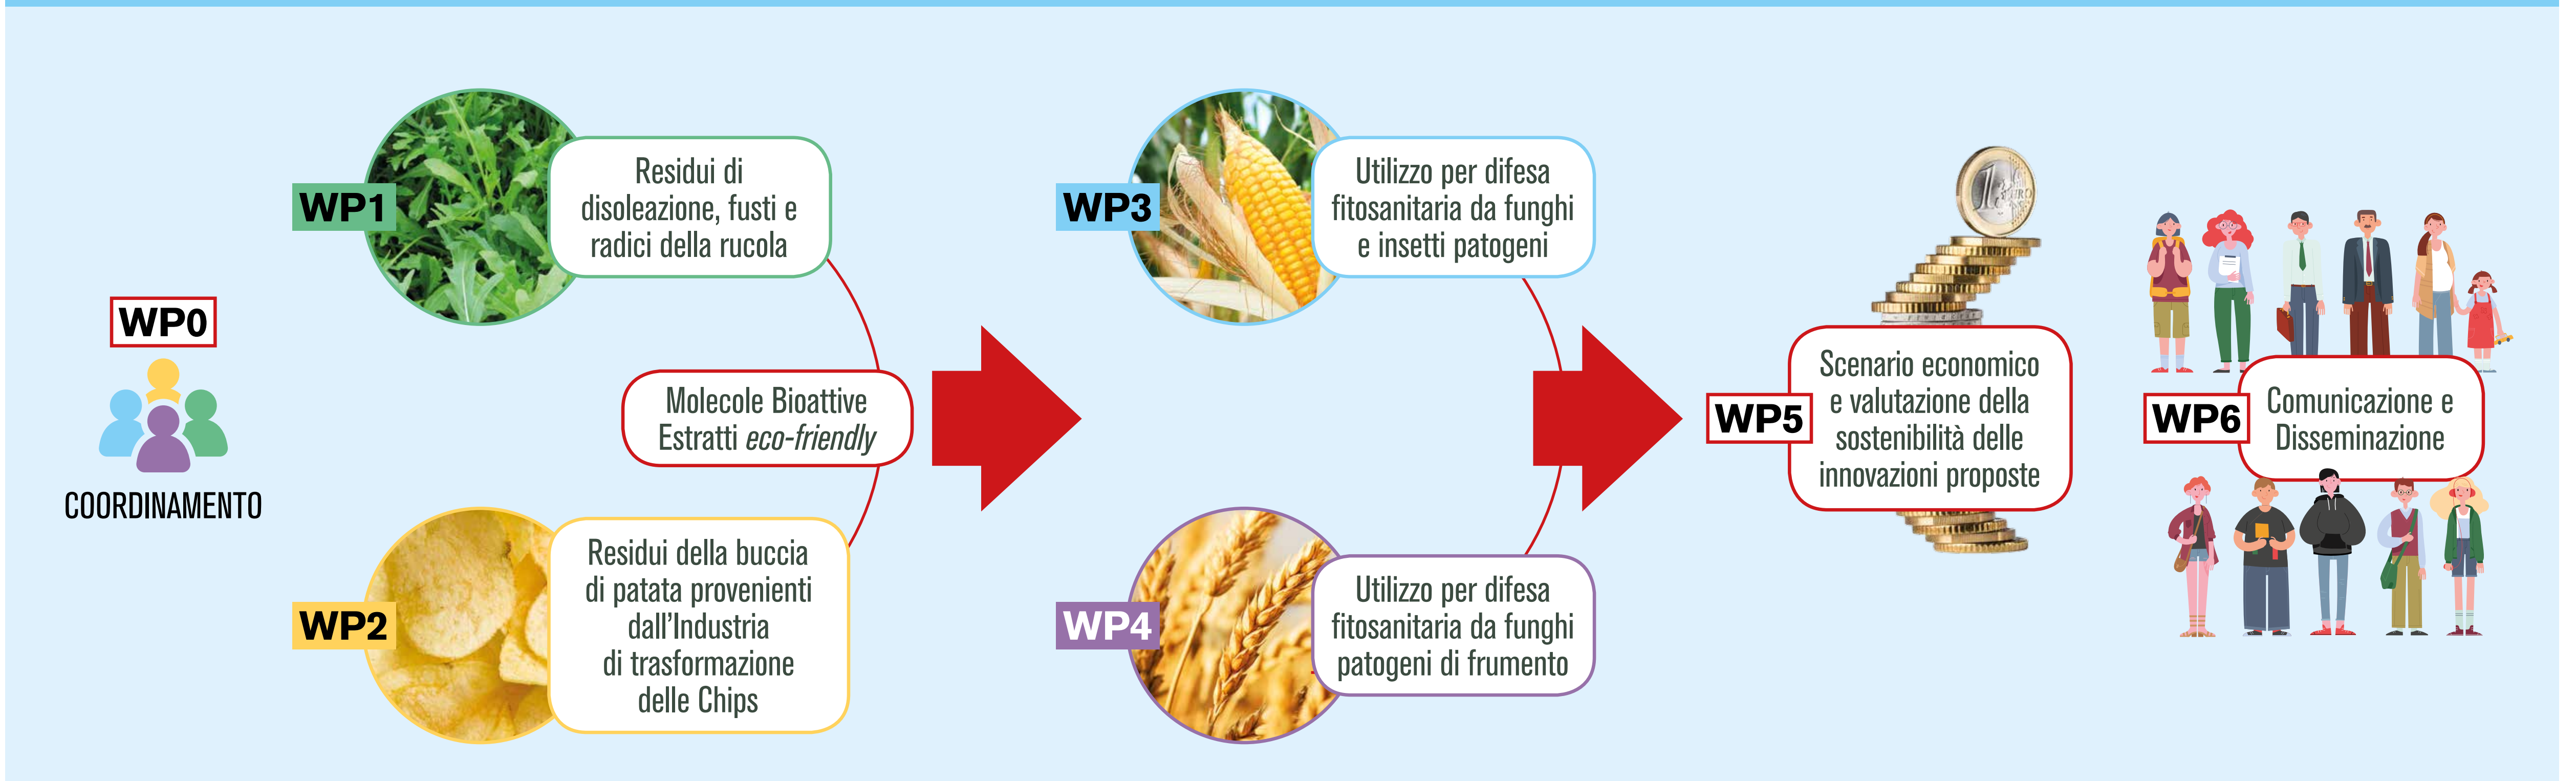 WP0
COORDINAMENTO
WP1
Residui di
disoleazione, fusti e
radici della rucola
Molecole Bioattive
Estratti eco-friendly
WP2
Residui della buccia
di patata provenienti
dall'Industria
di trasformazione
delle Chips
WP3
Utilizzo per difesa
fitosanitaria da funghi
e insetti patogeni
WP4
Utilizzo per difesa
fitosanitaria da funghi
patogeni di frumento
WP5
Scenario economico
e valutazione della
sostenibilità delle
innovazioni proposte
WP6
Comunicazione e
Disseminazione
1
EURO